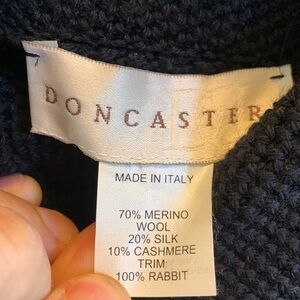 DONCASTER
MADE IN ITALY
70% MERINO
WOOL
20% SILK
10% CASHMERE
TRIM:
100% RABBIT